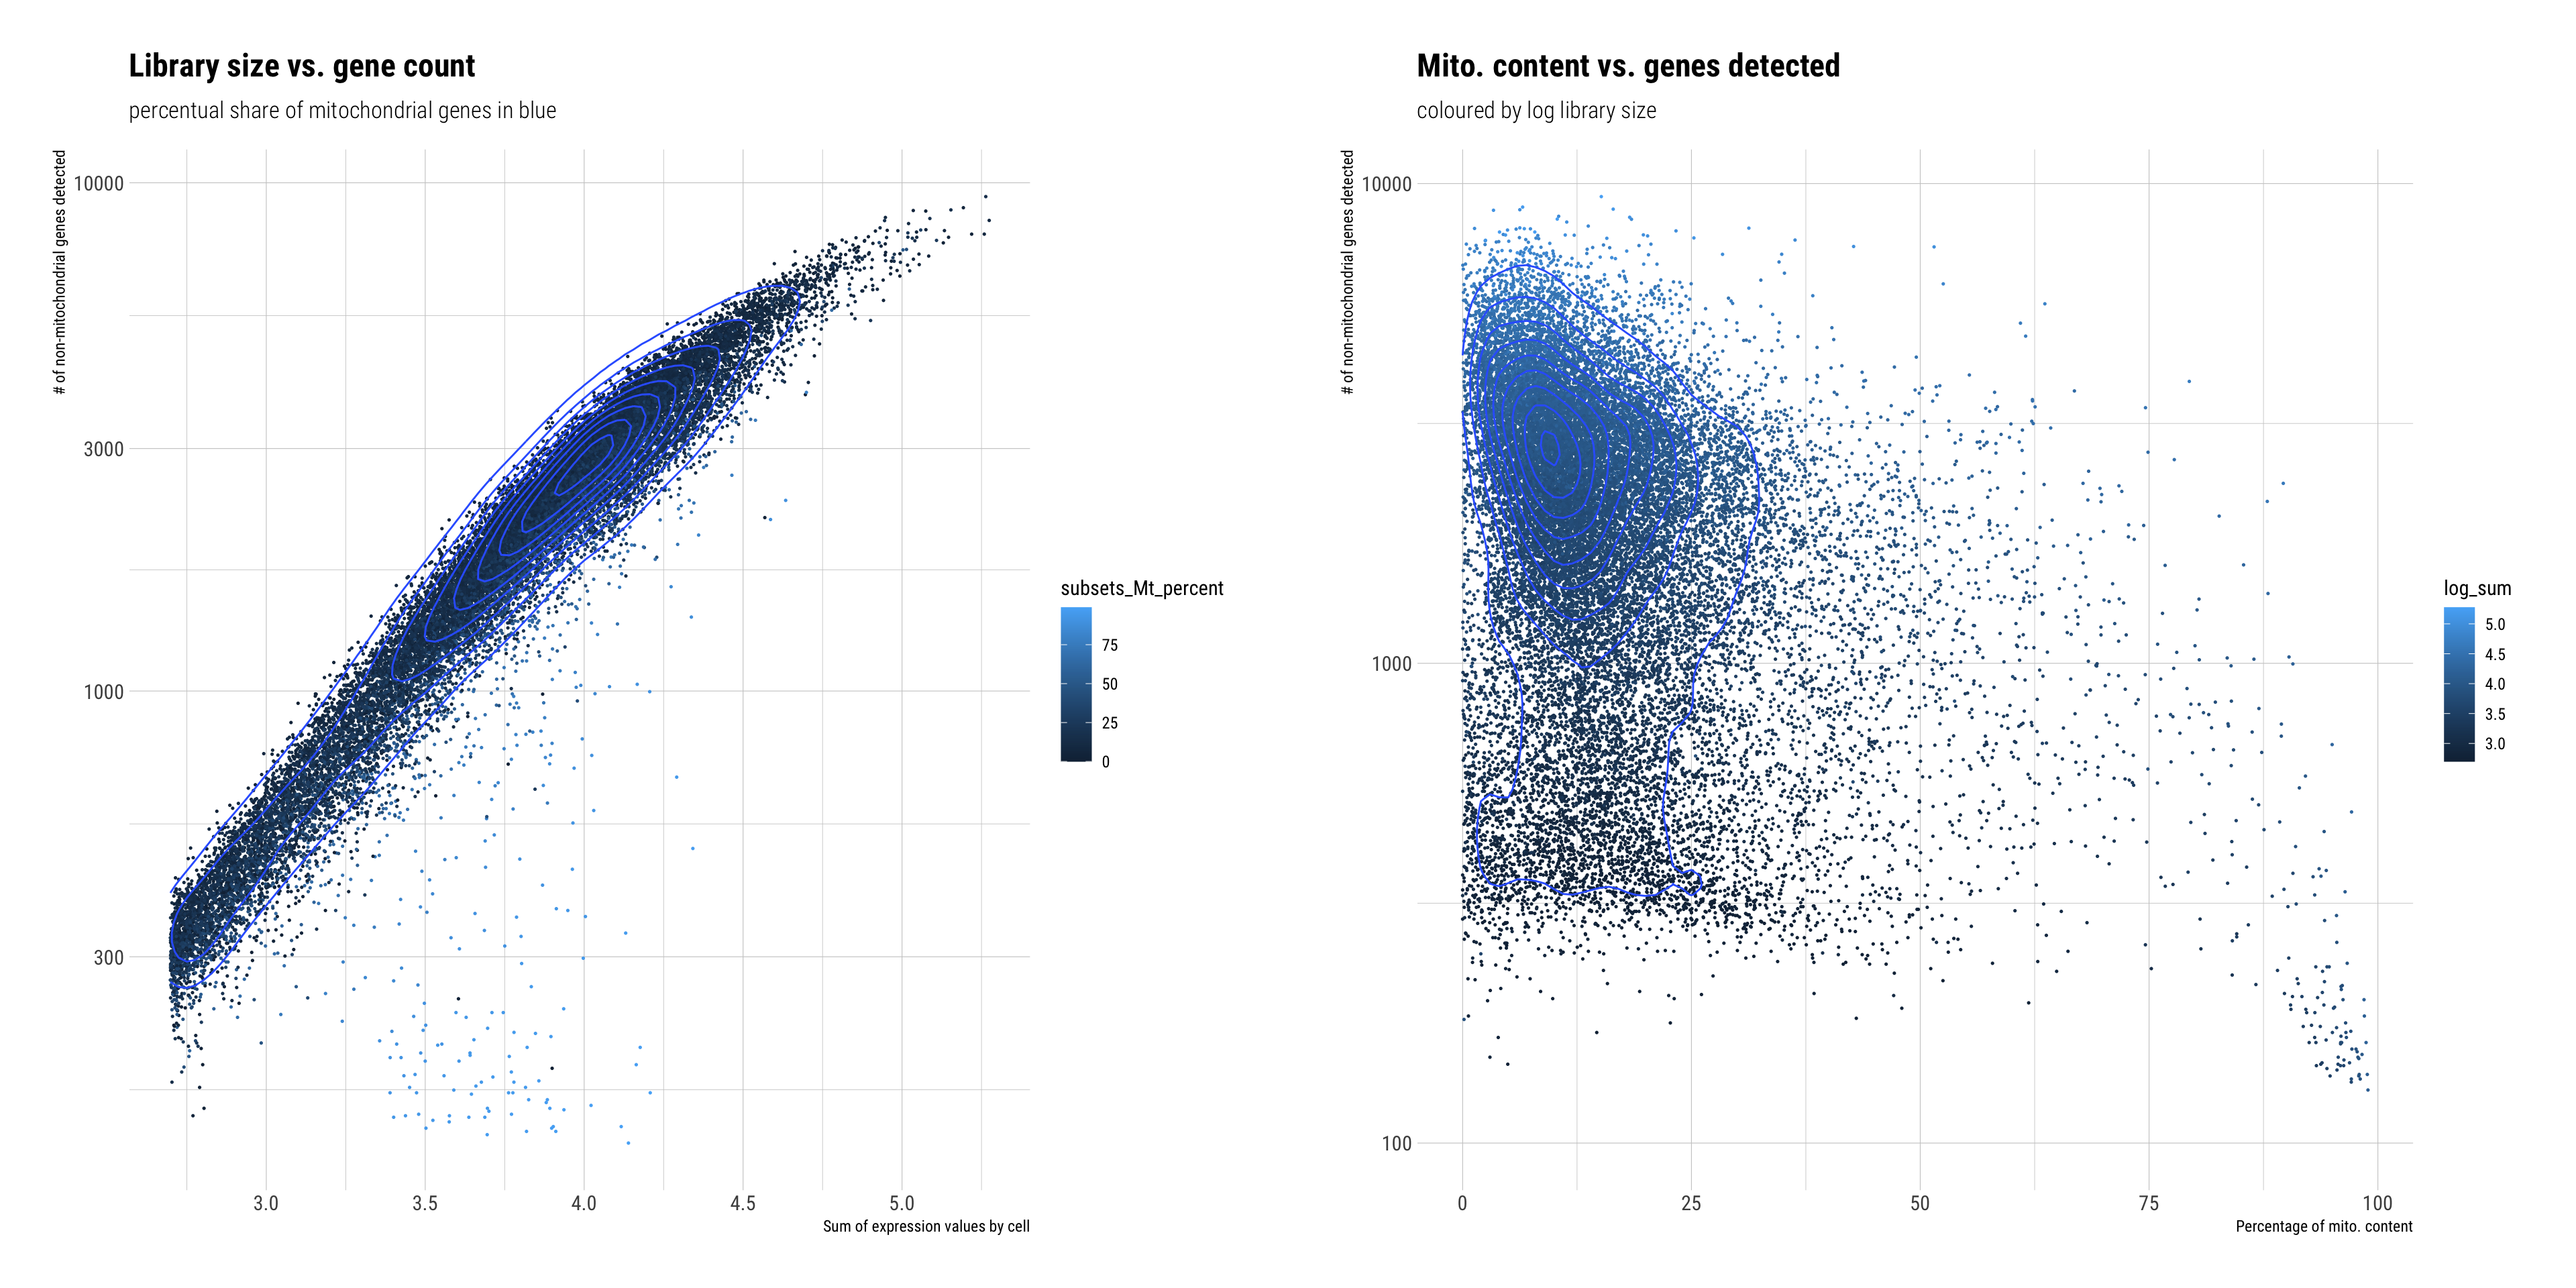 Library size vs. gene count
percentual share of mitochondrial genes in blue
# of non-mitochondrial genes detected
10000
3000
1000
300
3.0 3.5 4.0 4.5 5.0
Sum of expression values by cell
subsets_Mt_percent
75
50
25
0
Mito. content vs. genes detected
coloured by log library size
# of non-mitochondrial genes detected
10000
1000
100
0 25 50 75 100
Percentage of mito. content
log_sum
5.0
4.5
4.0
3.5
3.0